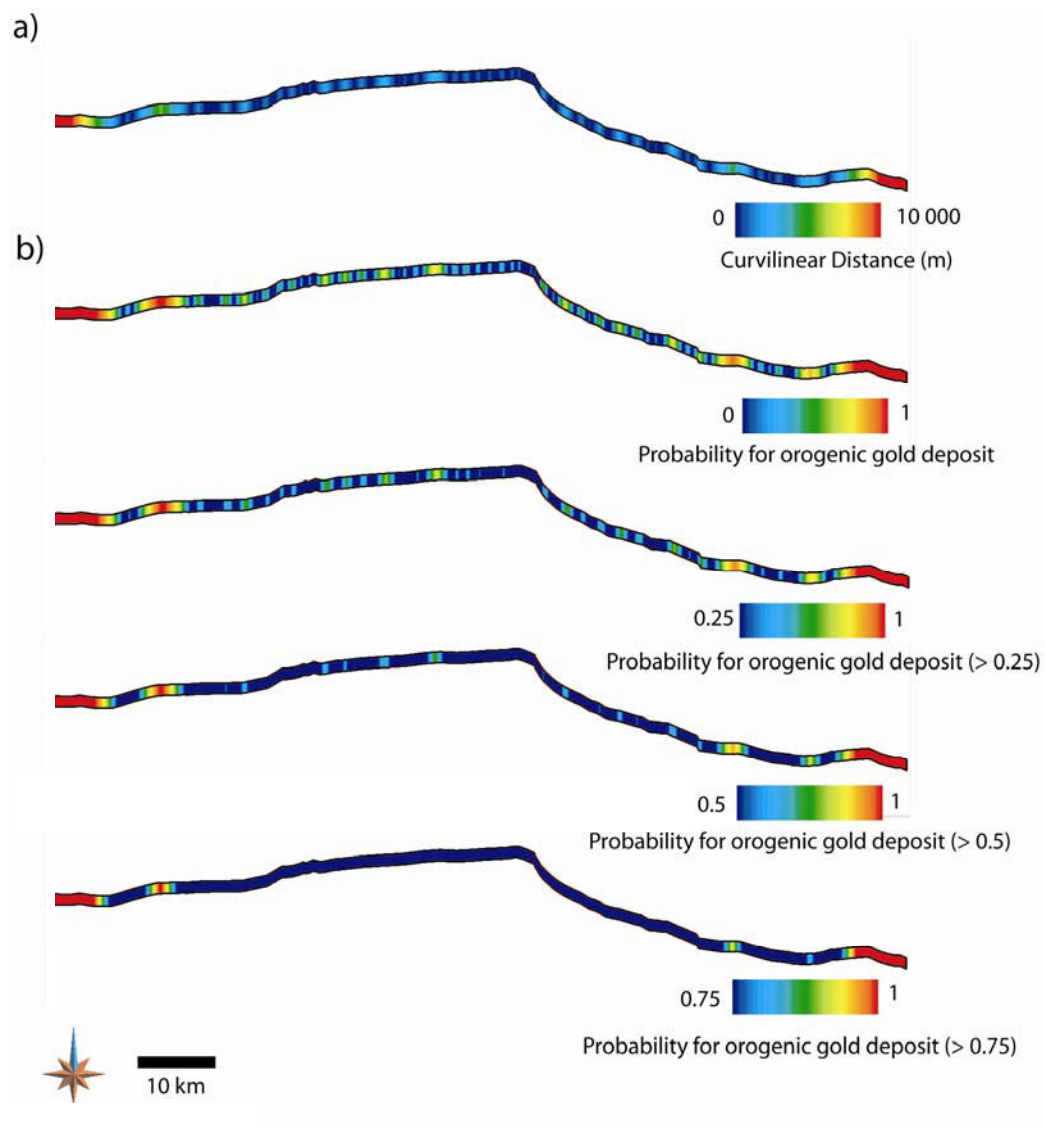 a)
0 10 000
Curvilinear Distance (m)
b)
0 1
Probability for orogenic gold deposit
0.25 1
Probability for orogenic gold deposit (> 0.25)
0.5 1
Probability for orogenic gold deposit (> 0.5)
0.75 1
Probability for orogenic gold deposit (> 0.75)
10 km